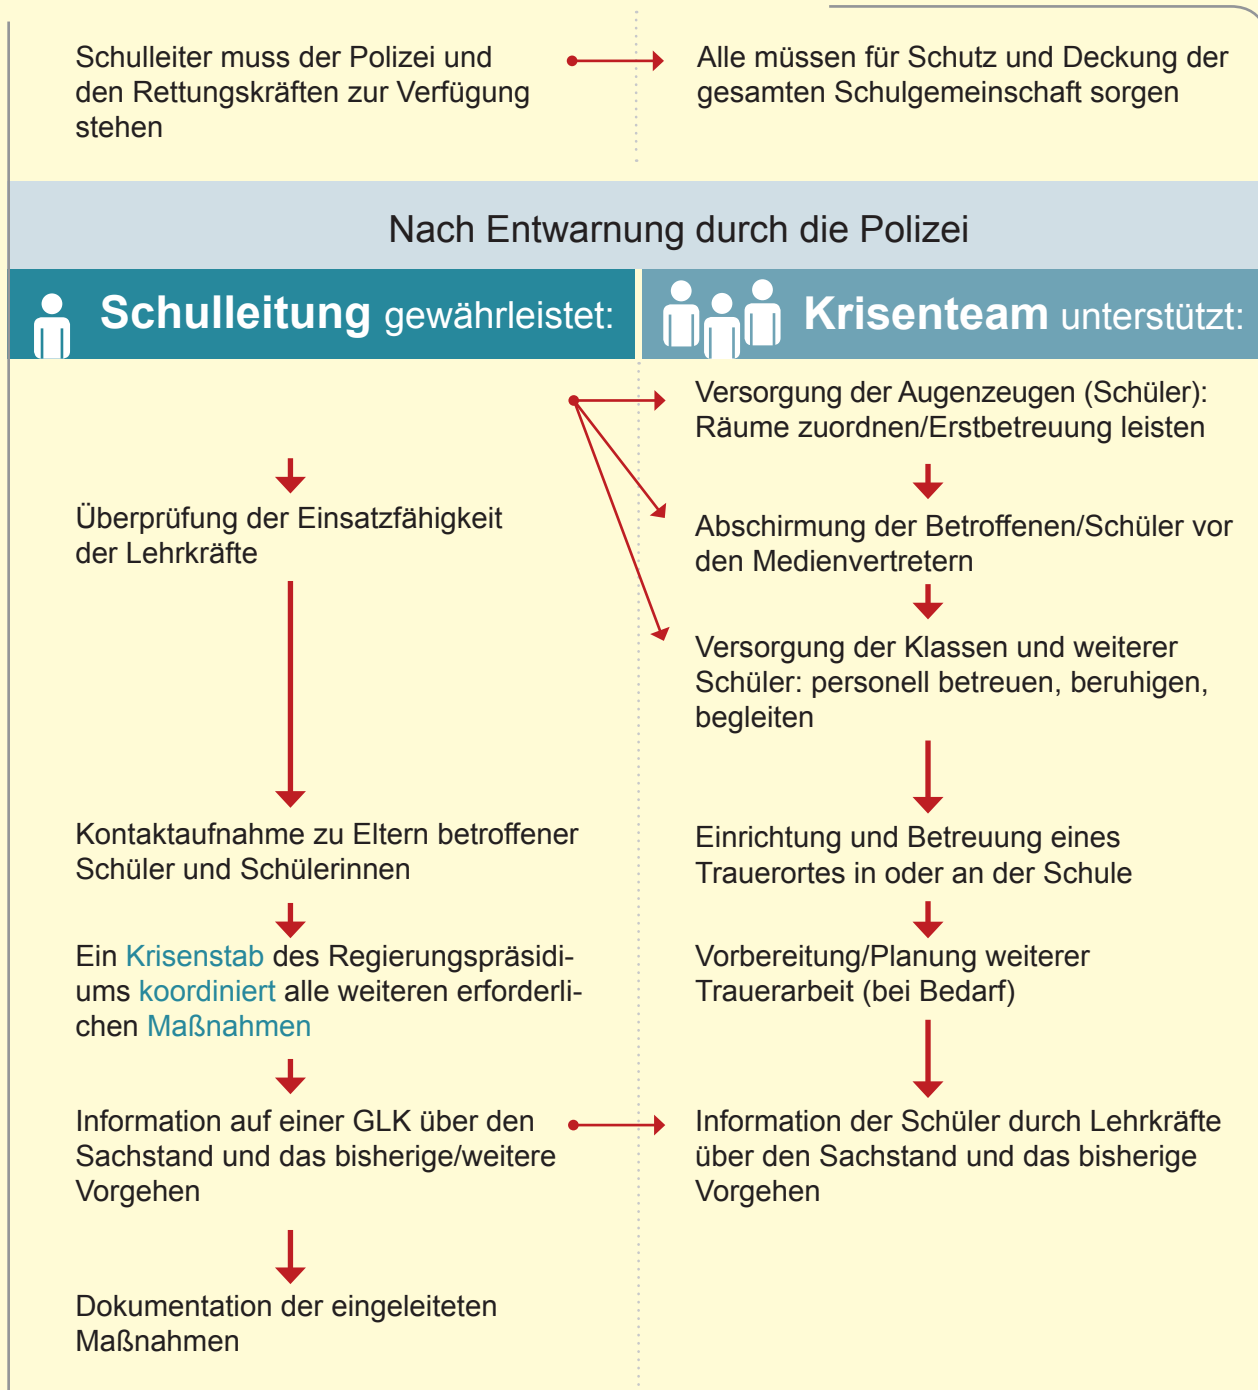 Schulleiter muss der Polizei und
den Rettungskräften zur Verfügung
stehen
Alle müssen für Schutz und Deckung der
gesamten Schulgemeinschaft sorgen
Nach Entwarnung durch die Polizei
Schulleitung gewährleistet:
Krisenteam unterstützt:
Überprüfung der Einsatzfähigkeit
der Lehrkräfte
Kontaktaufnahme zu Eltern betroffener
Schüler und Schülerinnen
Ein Krisenstab des Regierungspräsidi-
ums koordiniert alle weiteren erforderli-
chen Maßnahmen
Information auf einer GLK über den
Sachstand und das bisherige/weitere
Vorgehen
Dokumentation der eingeleiteten
Maßnahmen
Versorgung der Augenzeugen (Schüler):
Räume zuordnen/Erstbetreuung leisten
Abschirmung der Betroffenen/Schüler vor
den Medienvertretern
Versorgung der Klassen und weiterer
Schüler: personell betreuen, beruhigen,
begleiten
Einrichtung und Betreuung eines
Trauerortes in oder an der Schule
Vorbereitung/Planung weiterer
Trauerarbeit (bei Bedarf)
Information der Schüler durch Lehrkräfte
über den Sachstand und das bisherige
Vorgehen